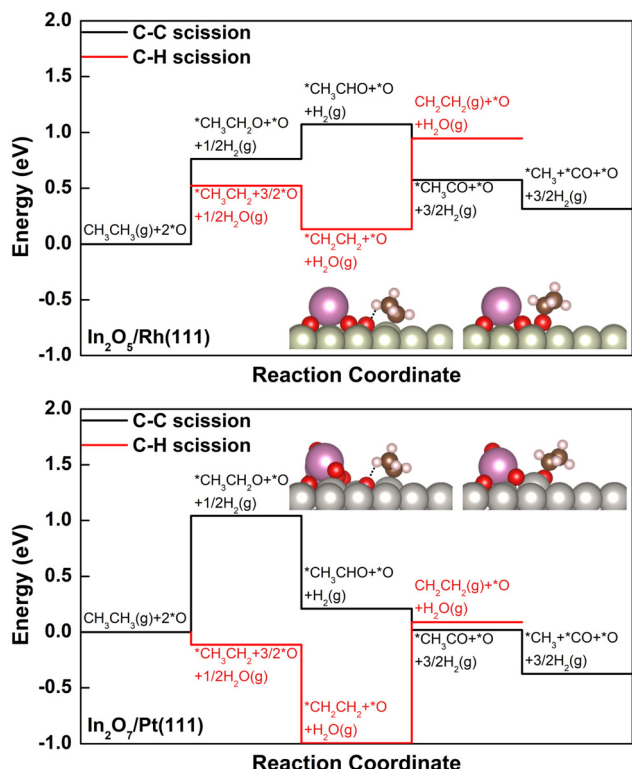 2.0
1.5
1.0
0.5
0.0
-0.5
-1.0
Energy (eV)
C-C scission
C-H scission
CH₃CH₃(g)+2*O
*CH₃CH₂O+*O
+1/2H₂(g)
*CH₃CH₂+3/2*O
+1/2H₂O(g)
*CH₃CHO+*O
+H₂(g)
*CH₂CH₂+*O
+H₂O(g)
CH₂CH₂(g)+*O
+H₂O(g)
*CH₃CO+*O
+3/2H₂(g)
*CH₃+*CO+*O
+3/2H₂(g)
In₂O₅/Rh(111)
Reaction Coordinate
2.0
1.5
1.0
0.5
0.0
-0.5
-1.0
Energy (eV)
C-C scission
C-H scission
CH₃CH₃(g)+2*O
*CH₃CH₂O+*O
+1/2H₂(g)
*CH₃CH₂+3/2*O
+1/2H₂O(g)
*CH₃CHO+*O
+H₂(g)
*CH₂CH₂+*O
+H₂O(g)
CH₂CH₂(g)+*O
+H₂O(g)
*CH₃CO+*O
+3/2H₂(g)
*CH₃+*CO+*O
+3/2H₂(g)
In₂O₇/Pt(111)
Reaction Coordinate